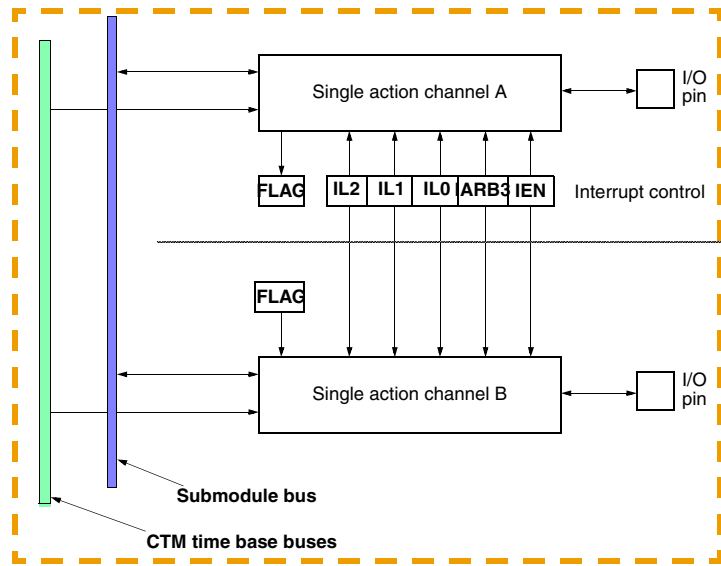 Single action channel A
I/O
pin
FLAG IL2 IL1 IL0 IARB3 IEN Interrupt control
FLAG
Single action channel B
I/O
pin
Submodule bus
CTM time base buses